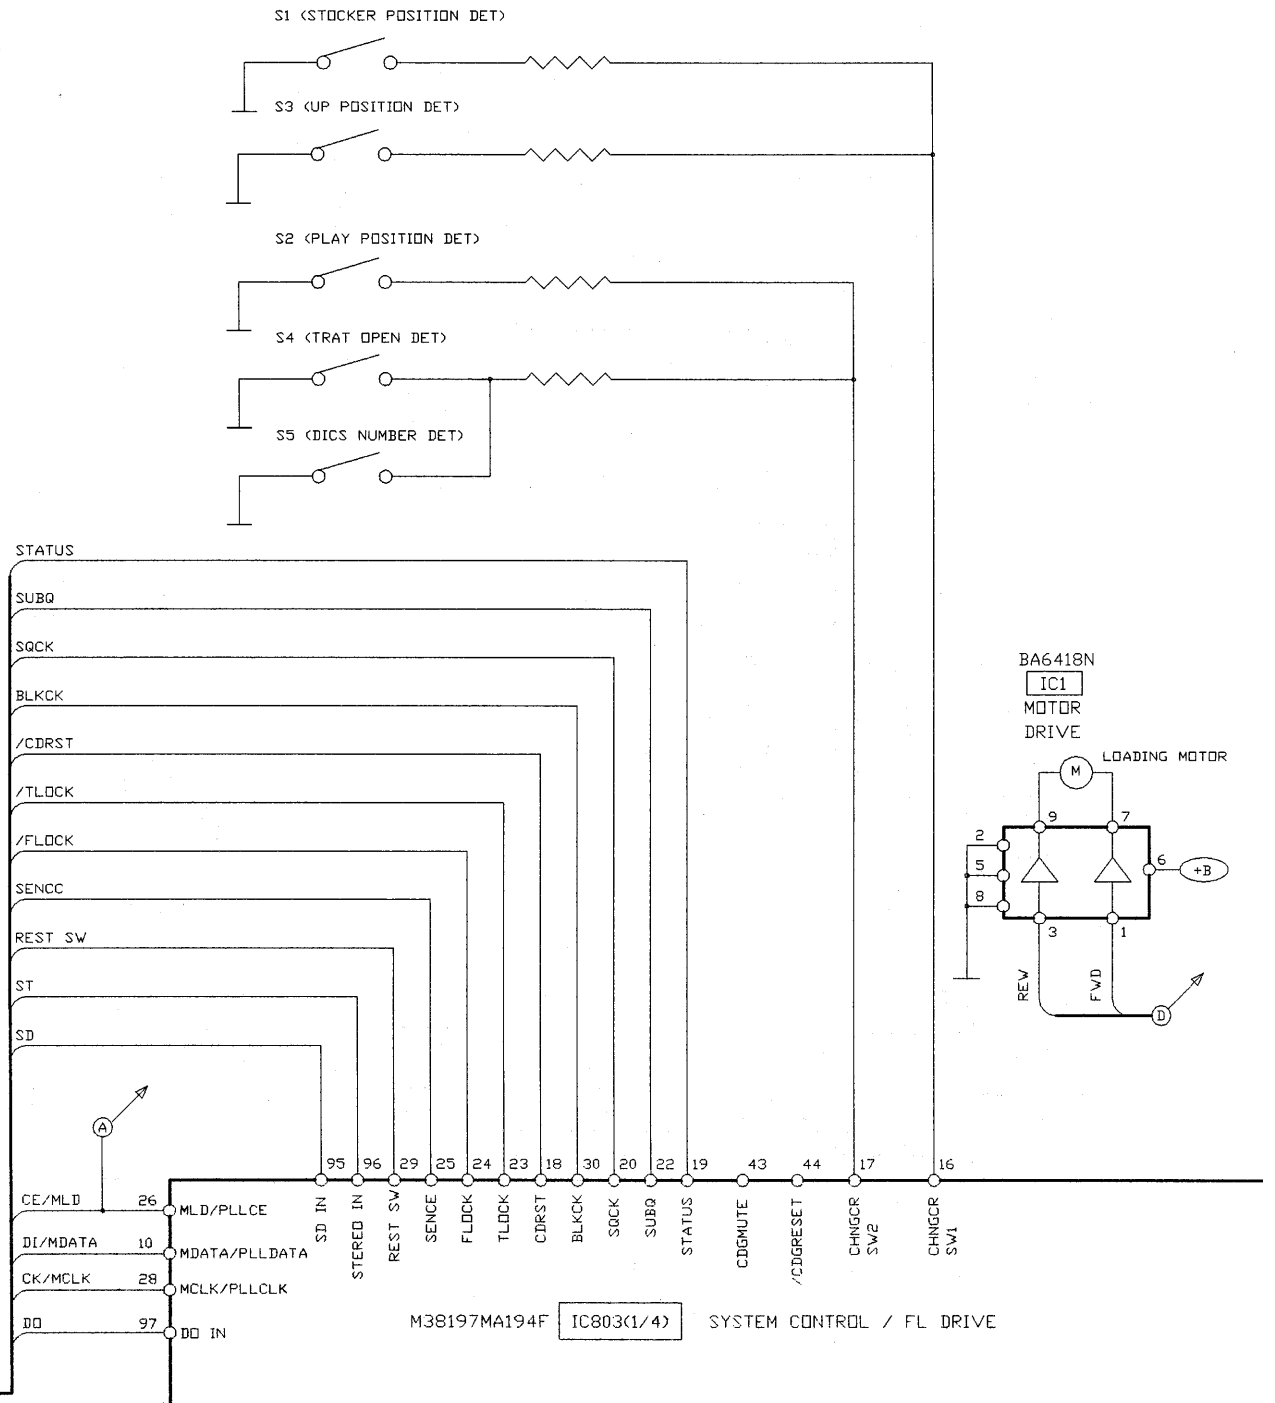 S1 (STOCKER POSITION DET)
S3 (UP POSITION DET)
S2 (PLAY POSITION DET)
S4 (TRAT OPEN DET)
S5 (DICS NUMBER DET)
STATUS
SUBQ
SQCK
BLKCK
/CDRST
/TLOCK
/FLOCK
SENCC
REST SW
ST
SD
BA6418N
IC1
MOTOR
DRIVE
M
LOADING MOTOR
9
7
2
5
8
6
+B
3
1
REW
FWD
D
A
95
96
29
25
24
23
18
30
20
22
19
43
44
17
16
SD IN
STEREO IN
REST SW
SENCE
FLOCK
TLOCK
CDRST
BLKCK
SQCK
SUBQ
STATUS
CDGMUTE
/CDGRESET
CHNGCR
SW2
CHNGCR
SW1
CE/MLD
26
MLD/PLLCE
DI/MDATA
10
MDATA/PLLDATA
CK/MCLK
28
MCLK/PLLCLK
DO
97
DO IN
M38197MA194F
IC803(1/4)
SYSTEM CONTROL / FL DRIVE